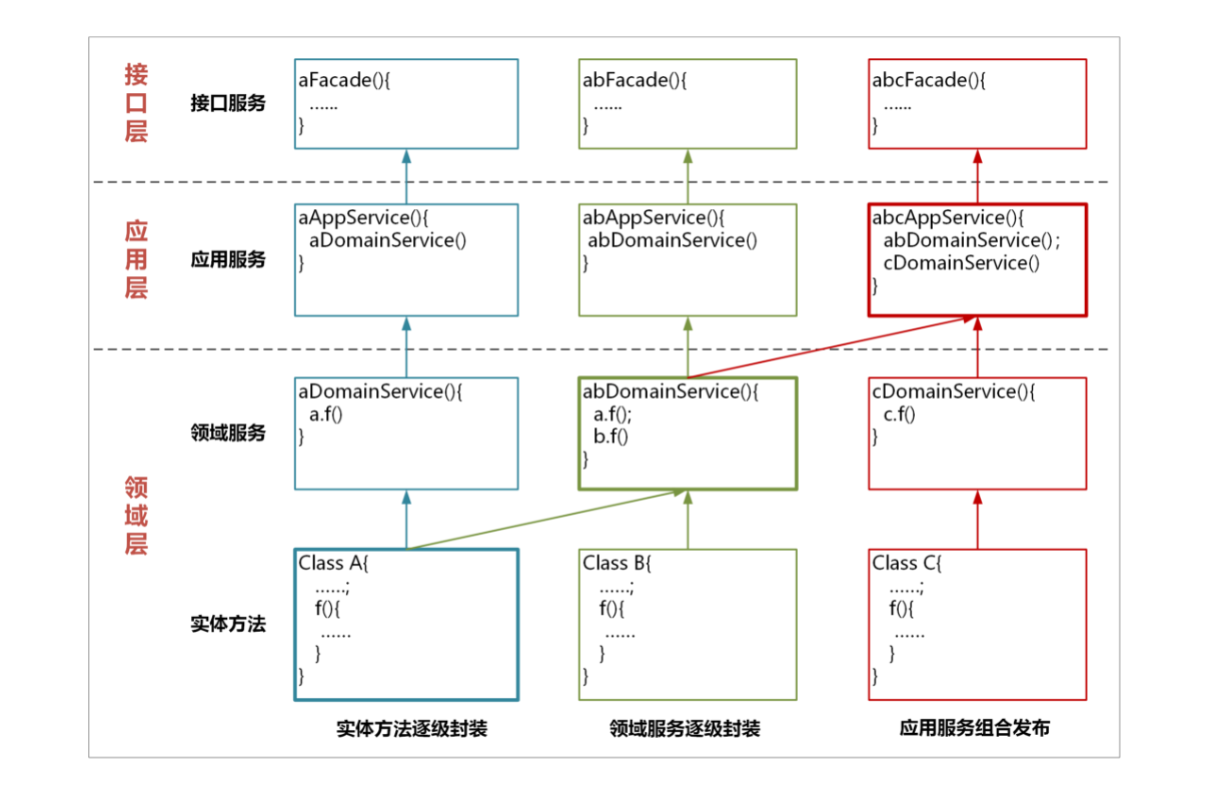 接口层
接口服务
aFacade(){
……
}
abFacade(){
……
}
abcFacade(){
……
}
应用层
应用服务
aAppService(){
aDomainService()
}
abAppService(){
abDomainService()
}
abcAppService(){
abDomainService();
cDomainService()
}
领域层
领域服务
aDomainService(){
a.f()
}
abDomainService(){
a.f();
b.f()
}
cDomainService(){
c.f()
}
实体方法
Class A{
……;
f(){
……
}
}
Class B{
……;
f(){
……
}
}
Class C{
……;
f(){
……
}
}
实体方法逐级封装
领域服务逐级封装
应用服务组合发布